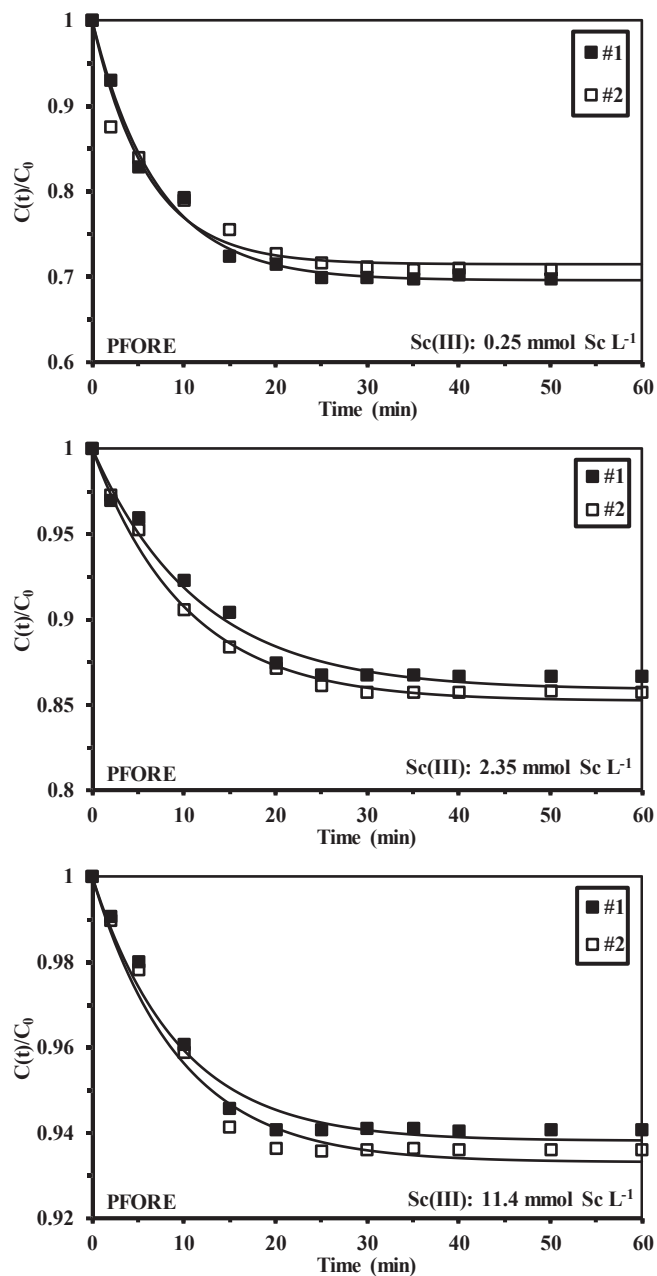 1
#1
#2
0.9
0.8
C(t)/C₀
0.7
PFORE
Sc(III): 0.25 mmol Sc L⁻¹
0.6
0 10 20 30 40 50 60
Time (min)
1
#1
#2
0.95
0.9
C(t)/C₀
0.85
PFORE
Sc(III): 2.35 mmol Sc L⁻¹
0.8
0 10 20 30 40 50 60
Time (min)
1
#1
#2
0.98
0.96
C(t)/C₀
0.94
PFORE
Sc(III): 11.4 mmol Sc L⁻¹
0.92
0 10 20 30 40 50 60
Time (min)